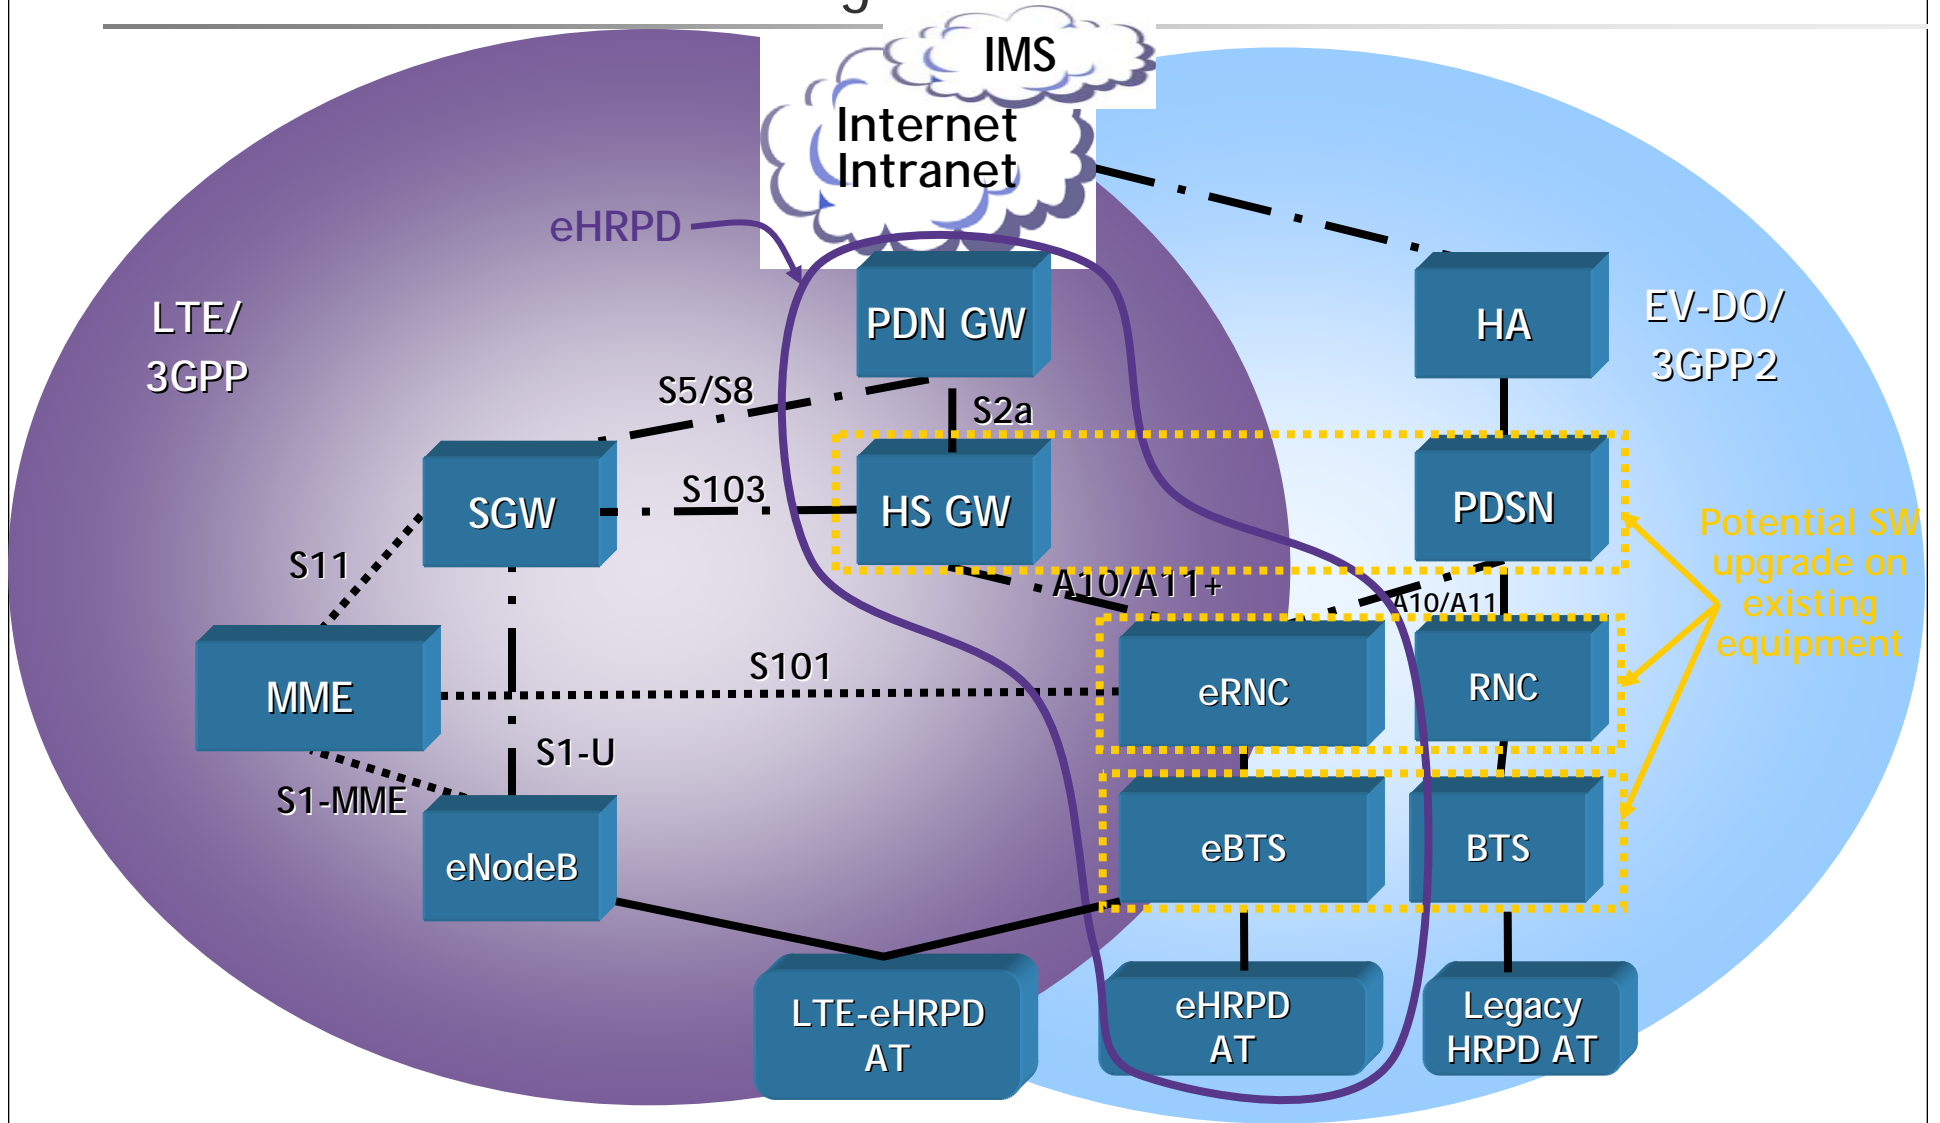 IMS
Internet
Intranet
eHRPD
LTE/
3GPP
PDN GW
HA
EV-DO/
3GPP2
S5/S8
S2a
SGW
S103
HS GW
PDSN
Potential SW
upgrade on
existing
equipment
S11
A10/A11+
A10/A11
MME
S101
eRNC
RNC
S1-U
S1-MME
eNodeB
eBTS
BTS
LTE-eHRPD
AT
eHRPD
AT
Legacy
HRPD AT